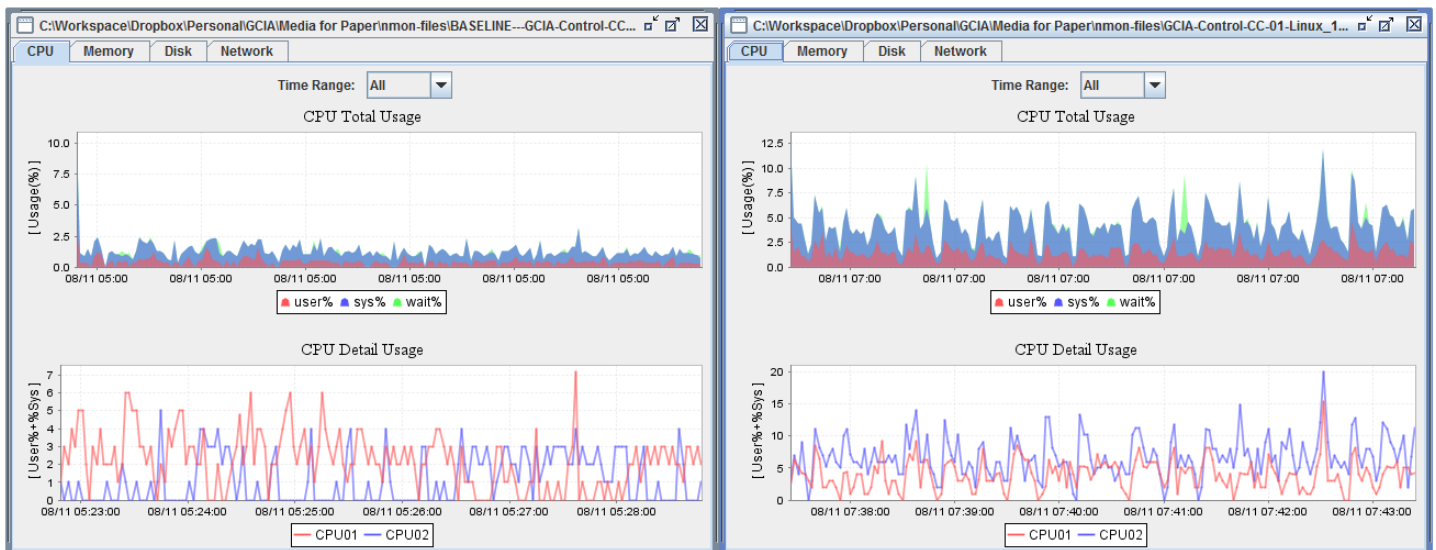 C:\Workspace\Dropbox\Personal\GCIA\Media for Paper\nmon-files\BASELINE---GCIA-Control-CC...
CPU Memory Disk Network
Time Range: All
CPU Total Usage
[ Usage(%) ]
10.0
7.5
5.0
2.5
0.0
08/11 05:00 08/11 05:00 08/11 05:00 08/11 05:00 08/11 05:00 08/11 05:00
user% sys% wait%
CPU Detail Usage
[ User%+%Sys ]
7
6
5
4
3
2
1
0
08/11 05:23:00 08/11 05:24:00 08/11 05:25:00 08/11 05:26:00 08/11 05:27:00 08/11 05:28:00
CPU01 CPU02
C:\Workspace\Dropbox\Personal\GCIA\Media for Paper\nmon-files\GCIA-Control-CC-01-Linux_1...
CPU Memory Disk Network
Time Range: All
CPU Total Usage
[ Usage(%) ]
12.5
10.0
7.5
5.0
2.5
0.0
08/11 07:00 08/11 07:00 08/11 07:00 08/11 07:00 08/11 07:00 08/11 07:00
user% sys% wait%
CPU Detail Usage
[ User%+%Sys ]
20
15
10
5
0
08/11 07:38:00 08/11 07:39:00 08/11 07:40:00 08/11 07:41:00 08/11 07:42:00 08/11 07:43:00
CPU01 CPU02